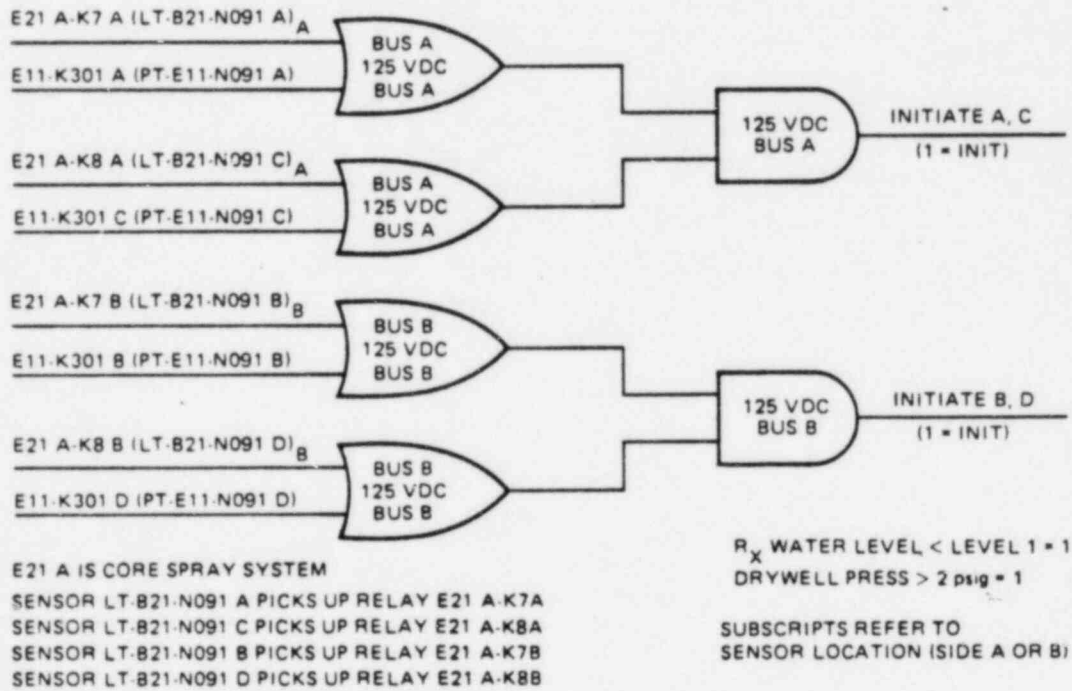 E21 A-K7 A (LT-B21-N091 A)A
E11-K301 A (PT-E11-N091 A)
BUS A
125 VDC
BUS A
E21 A-K8 A (LT-B21-N091 C)A
E11-K301 C (PT-E11-N091 C)
BUS A
125 VDC
BUS A
125 VDC
BUS A
INITIATE A, C
(1 = INIT)
E21 A-K7 B (LT-B21-N091 B)B
E11-K301 B (PT-E11-N091 B)
BUS B
125 VDC
BUS B
E21 A-K8 B (LT-B21-N091 D)B
E11-K301 D (PT-E11-N091 D)
BUS B
125 VDC
BUS B
125 VDC
BUS B
INITIATE B, D
(1 = INIT)
E21 A IS CORE SPRAY SYSTEM
SENSOR LT-B21-N091 A PICKS UP RELAY E21 A-K7A
SENSOR LT-B21-N091 C PICKS UP RELAY E21 A-K8A
SENSOR LT-B21-N091 B PICKS UP RELAY E21 A-K7B
SENSOR LT-B21-N091 D PICKS UP RELAY E21 A-K8B
RX WATER LEVEL < LEVEL 1 = 1
DRYWELL PRESS > 2 psig = 1
SUBSCRIPTS REFER TO
SENSOR LOCATION (SIDE A OR B)